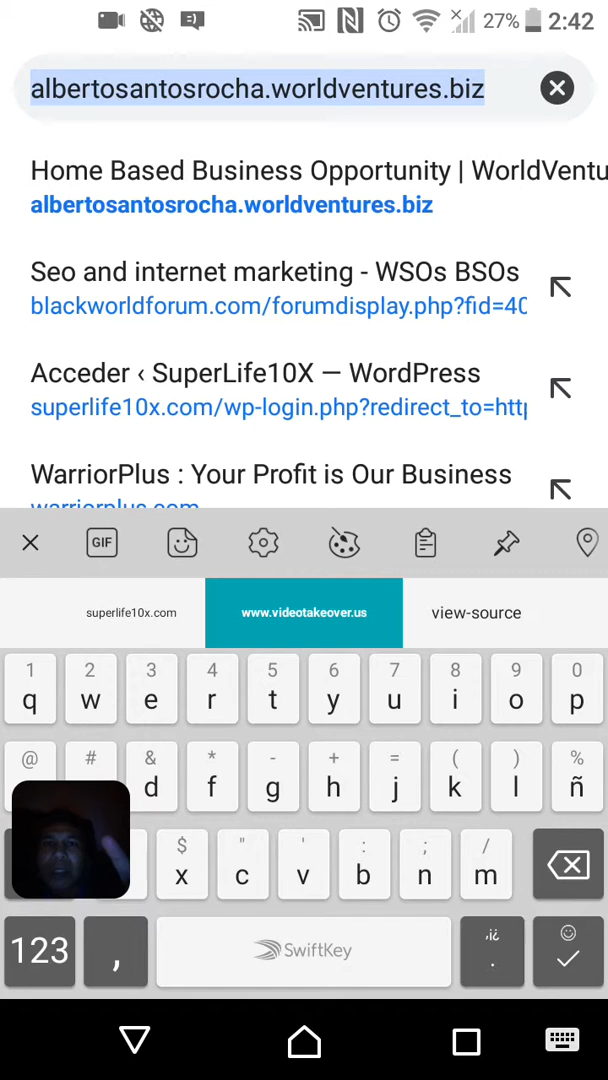 27% 2:42
albertosantosrocha.worldventures.biz
Home Based Business Opportunity | WorldVentu
albertosantosrocha.worldventures.biz
Seo and internet marketing - WSOs BSOs
blackworldforum.com/forumdisplay.php?fid=40
Acceder ‹ SuperLife10X — WordPress
superlife10x.com/wp-login.php?redirect_to=http
WarriorPlus : Your Profit is Our Business
warriorplus.com
GIF
superlife10x.com www.videotakeover.us view-source
1 2 3 4 5 6 7 8 9 0
q w e r t y u i o p
@ # & * - + = ( ) %
d f g h j k l ñ
$ " ' : ; /
x c v b n m
123 , SwiftKey ,¡¿ .